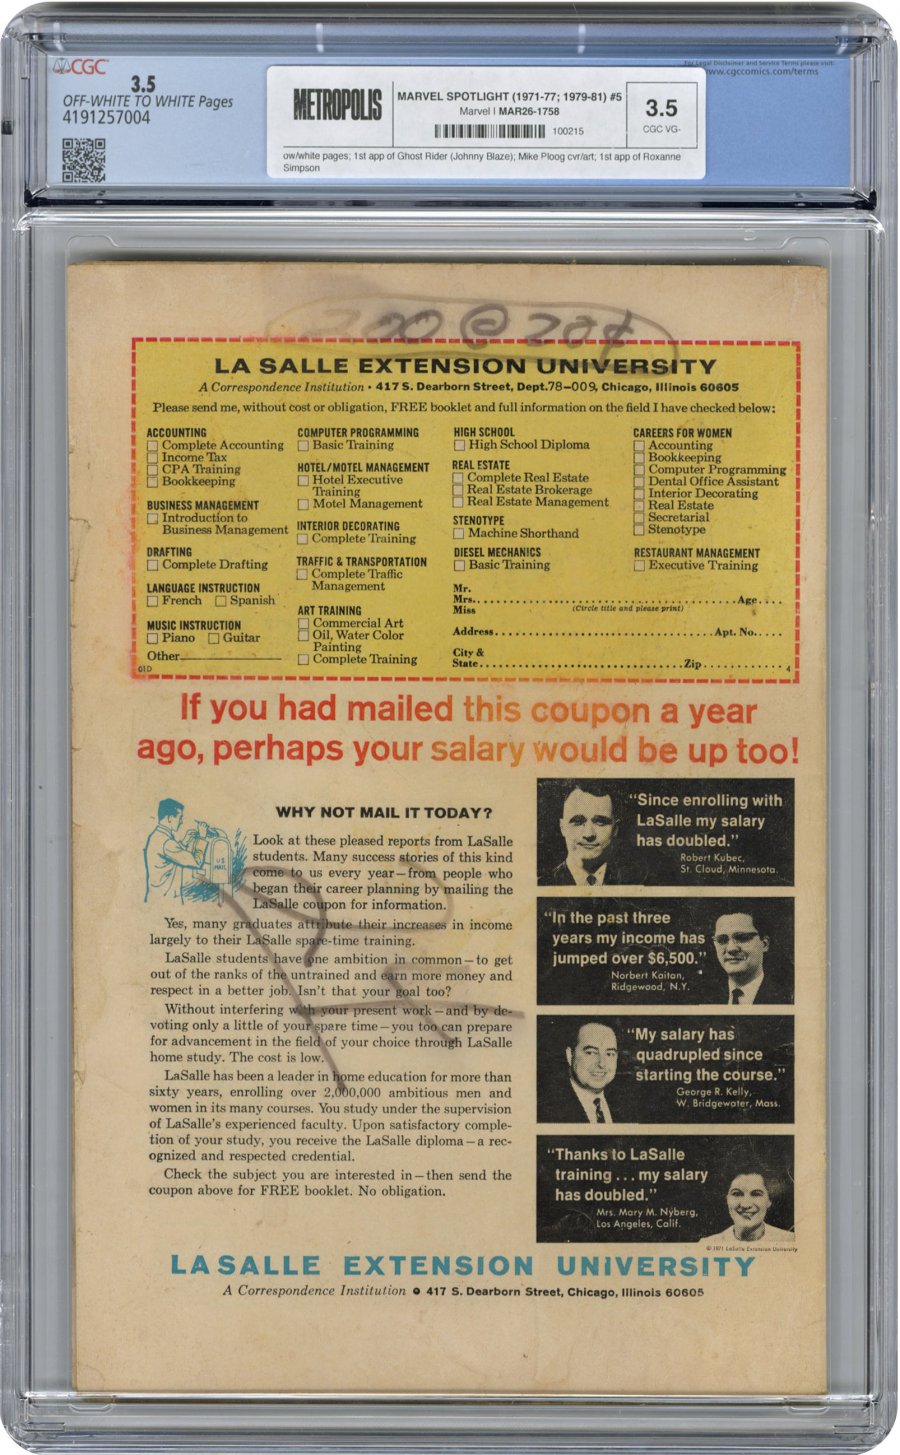 CGC
3.5
OFF-WHITE TO WHITE Pages
4191257004
For Legal Disclaimer and Service Terms please visit:
www.cgccomics.com/terms
METROPOLIS
MARVEL SPOTLIGHT (1971-77; 1979-81) #5
Marvel | MAR26-1758
100215
3.5
CGC VG-
ow/white pages; 1st app of Ghost Rider (Johnny Blaze); Mike Ploog cvr/art; 1st app of Roxanne
Simpson
200 @ 20¢
LA SALLE EXTENSION UNIVERSITY
A Correspondence Institution • 417 S. Dearborn Street, Dept. 78-009, Chicago, Illinois 60605
Please send me, without cost or obligation, FREE booklet and full information on the field I have checked below:
ACCOUNTING
Complete Accounting
Income Tax
CPA Training
Bookkeeping
BUSINESS MANAGEMENT
Introduction to
Business Management
DRAFTING
Complete Drafting
LANGUAGE INSTRUCTION
French Spanish
MUSIC INSTRUCTION
Piano Guitar
Other
01D
COMPUTER PROGRAMMING
Basic Training
HOTEL/MOTEL MANAGEMENT
Hotel Executive
Training
Motel Management
INTERIOR DECORATING
Complete Training
TRAFFIC & TRANSPORTATION
Complete Traffic
Management
ART TRAINING
Commercial Art
Oil, Water Color
Painting
Complete Training
HIGH SCHOOL
High School Diploma
REAL ESTATE
Complete Real Estate
Real Estate Brokerage
Real Estate Management
STENOTYPE
Machine Shorthand
DIESEL MECHANICS
Basic Training
CAREERS FOR WOMEN
Accounting
Bookkeeping
Computer Programming
Dental Office Assistant
Interior Decorating
Real Estate
Secretarial
Stenotype
RESTAURANT MANAGEMENT
Executive Training
Mr.
Mrs. Age
Miss (Circle title and please print)
Address Apt. No.
City &
State Zip
4
If you had mailed this coupon a year
ago, perhaps your salary would be up too!
WHY NOT MAIL IT TODAY?
U.S.
MAIL
Look at these pleased reports from LaSalle
students. Many success stories of this kind
come to us every year—from people who
began their career planning by mailing the
LaSalle coupon for information.
Yes, many graduates attribute their increases in income
largely to their LaSalle spare-time training.
LaSalle students have one ambition in common—to get
out of the ranks of the untrained and earn more money and
respect in a better job. Isn't that your goal too?
Without interfering with your present work—and by de-
voting only a little of your spare time—you too can prepare
for advancement in the field of your choice through LaSalle
home study. The cost is low.
LaSalle has been a leader in home education for more than
sixty years, enrolling over 2,000,000 ambitious men and
women in its many courses. You study under the supervision
of LaSalle's experienced faculty. Upon satisfactory comple-
tion of your study, you receive the LaSalle diploma—a rec-
ognized and respected credential.
Check the subject you are interested in—then send the
coupon above for FREE booklet. No obligation.
"Since enrolling with
LaSalle my salary
has doubled."
Robert Kubec,
St. Cloud, Minnesota.
"In the past three
years my income has
jumped over $6,500."
Norbert Kaitan,
Ridgewood, N.Y.
"My salary has
quadrupled since
starting the course."
George R. Kelly,
W. Bridgewater, Mass.
"Thanks to LaSalle
training . . . my salary
has doubled."
Mrs. Mary M. Nyberg,
Los Angeles, Calif.
© 1971 LaSalle Extension University
LA SALLE EXTENSION UNIVERSITY
A Correspondence Institution • 417 S. Dearborn Street, Chicago, Illinois 60605